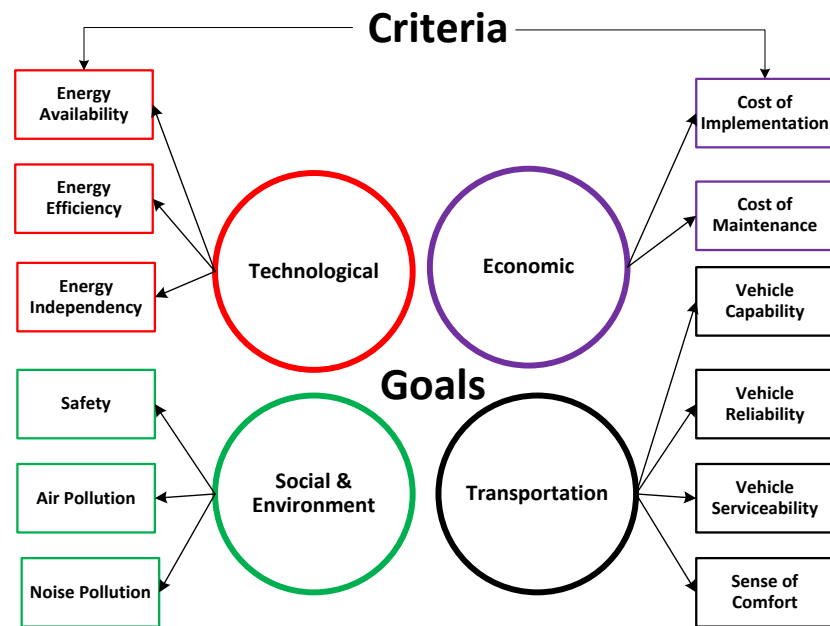 Criteria
Energy
Availability
Energy
Efficiency
Energy
Independency
Safety
Air Pollution
Noise Pollution
Technological
Economic
Goals
Social &
Environment
Transportation
Cost of
Implementation
Cost of
Maintenance
Vehicle
Capability
Vehicle
Reliability
Vehicle
Serviceability
Sense of
Comfort